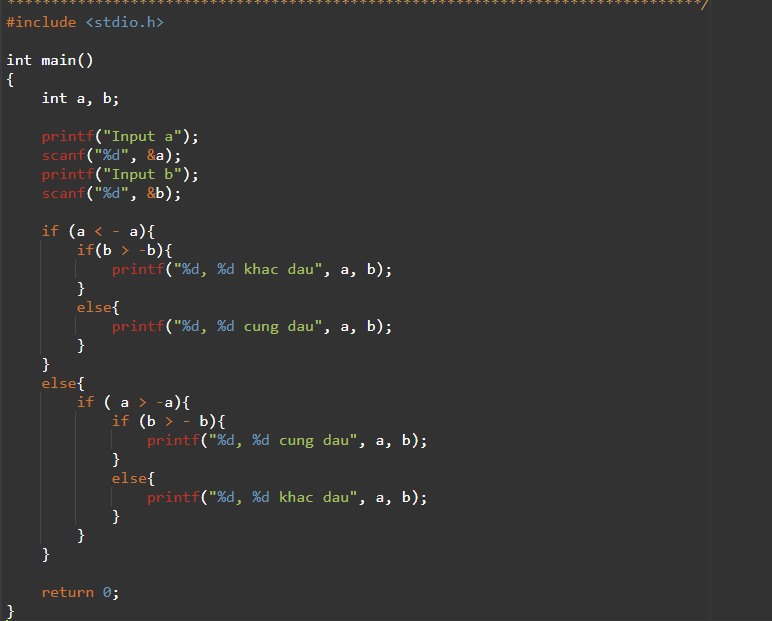 ******************************************************************************/
#include <stdio.h>
int main()
{
    int a, b;
    printf("Input a");
    scanf("%d", &a);
    printf("Input b");
    scanf("%d", &b);
    if (a < - a){
        if(b > -b){
            printf("%d, %d khac dau", a, b);
        }
        else{
            printf("%d, %d cung dau", a, b);
        }
    }
    else{
        if ( a > -a){
            if (b > - b){
                printf("%d, %d cung dau", a, b);
            }
            else{
                printf("%d, %d khac dau", a, b);
            }
        }
    }
    return 0;
}